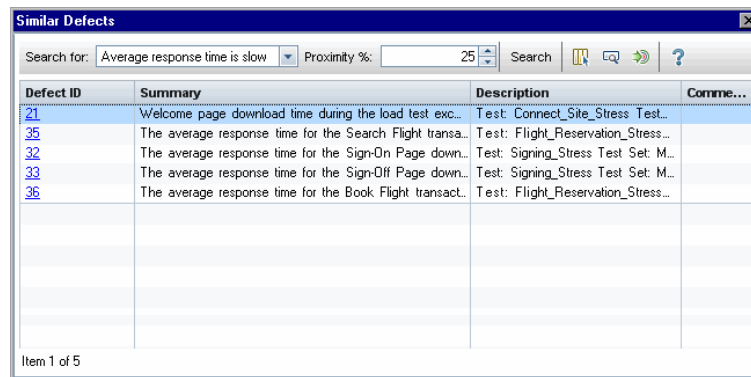 Similar Defects
Search for: Average response time is slow Proximity %: 25 Search ?
Defect ID Summary Description Comme...
21 Welcome page download time during the load test exc... Test: Connect_Site_Stress Test...
35 The average response time for the Search Flight transa... Test: Flight_Reservation_Stress...
32 The average response time for the Sign-On Page down... Test: Signing_Stress Test Set: M...
33 The average response time for the Sign-Off Page down... Test: Signing_Stress Test Set: M...
36 The average response time for the Book Flight transact... Test: Flight_Reservation_Stress...
Item 1 of 5